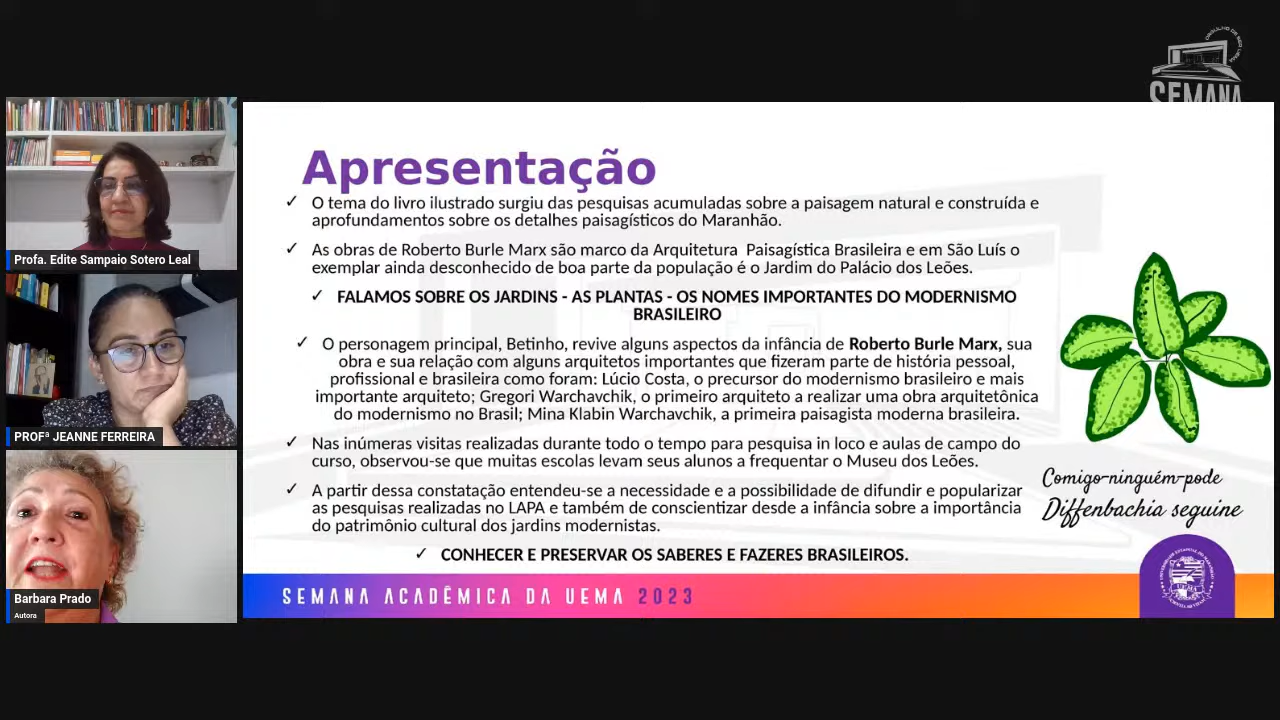 SEMANA
Profa. Edite Sampaio Sotero Leal
PROFª JEANNE FERREIRA
Barbara Prado
Autora
Apresentação
✓ O tema do livro ilustrado surgiu das pesquisas acumuladas sobre a paisagem natural e construída e
aprofundamentos sobre os detalhes paisagísticos do Maranhão.
✓ As obras de Roberto Burle Marx são marco da Arquitetura Paisagística Brasileira e em São Luís o
exemplar ainda desconhecido de boa parte da população é o Jardim do Palácio dos Leões.
✓ FALAMOS SOBRE OS JARDINS - AS PLANTAS - OS NOMES IMPORTANTES DO MODERNISMO
BRASILEIRO
✓ O personagem principal, Betinho, revive alguns aspectos da infância de Roberto Burle Marx, sua
obra e sua relação com alguns arquitetos importantes que fizeram parte de história pessoal,
profissional e brasileira como foram: Lúcio Costa, o precursor do modernismo brasileiro e mais
importante arquiteto; Gregori Warchavchik, o primeiro arquiteto a realizar uma obra arquitetônica
do modernismo no Brasil; Mina Klabin Warchavchik, a primeira paisagista moderna brasileira.
✓ Nas inúmeras visitas realizadas durante todo o tempo para pesquisa in loco e aulas de campo do
curso, observou-se que muitas escolas levam seus alunos a frequentar o Museu dos Leões.
✓ A partir dessa constatação entendeu-se a necessidade e a possibilidade de difundir e popularizar
as pesquisas realizadas no LAPA e também de conscientizar desde a infância sobre a importância
do patrimônio cultural dos jardins modernistas.
✓ CONHECER E PRESERVAR OS SABERES E FAZERES BRASILEIROS.
Comigo-ninguém-pode
Diffenbachia seguine
SEMANA ACADÊMICA DA UEMA 2023